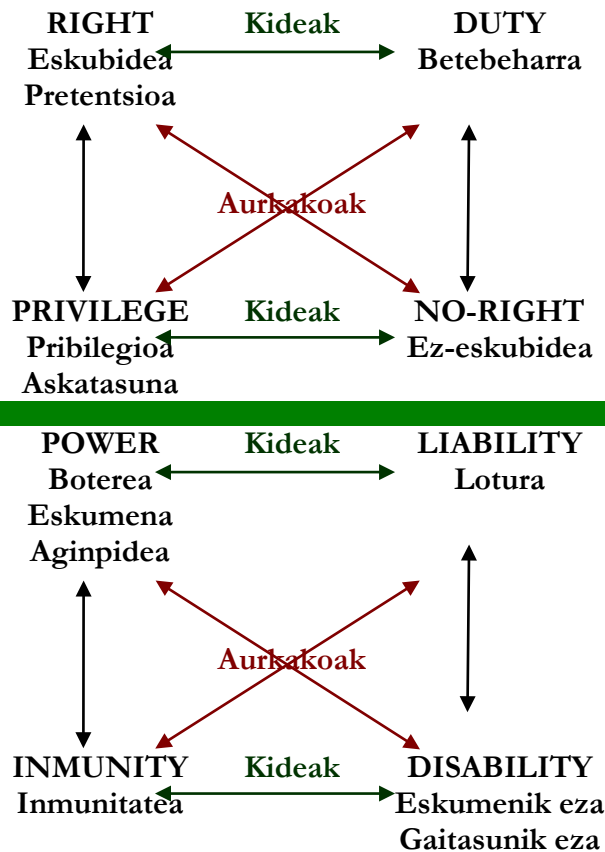 RIGHT Kideak DUTY
Eskubidea Betebeharra
Pretentsioa
Aurkakoak
PRIVILEGE Kideak NO-RIGHT
Pribilegioa Ez-eskubidea
Askatasuna
POWER Kideak LIABILITY
Boterea Lotura
Eskumena
Aginpidea
Aurkakoak
INMUNITY Kideak DISABILITY
Inmunitatea Eskumenik eza
Gaitasunik eza